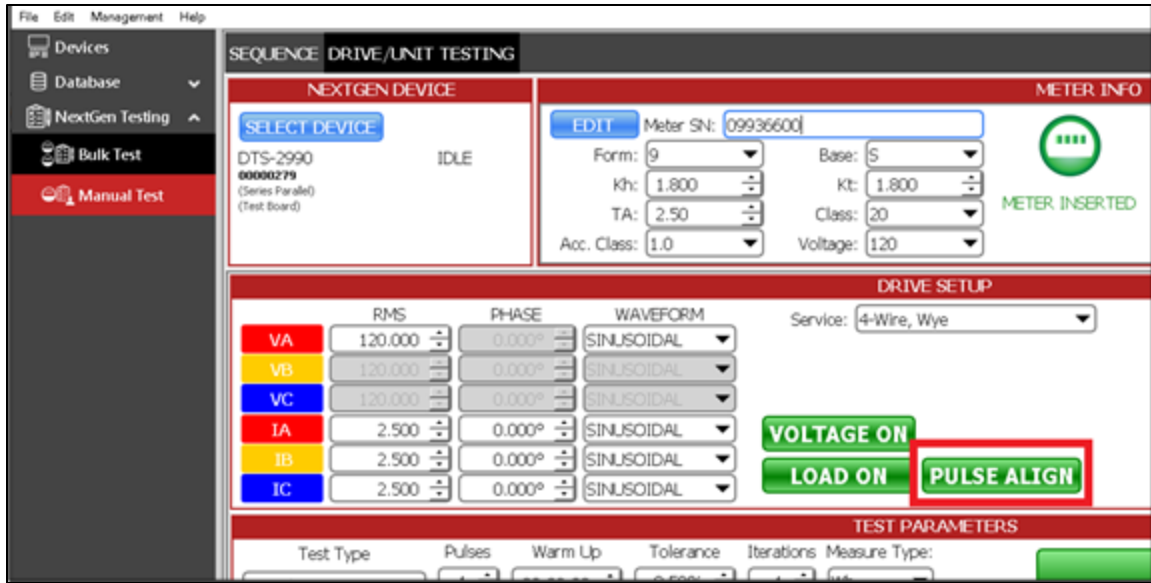 File Edit Management Help
Devices
Database
NextGen Testing
Bulk Test
Manual Test
SEQUENCE DRIVE/UNIT TESTING
NEXTGEN DEVICE
SELECT DEVICE
DTS-2990 IDLE
00000279
(Series Parallel)
(Test Board)
METER INFO
EDIT Meter SN: 09936600
Form: 9 Base: S
Kh: 1.800 Kt: 1.800
TA: 2.50 Class: 20
Acc. Class: 1.0 Voltage: 120
METER INSERTED
DRIVE SETUP
RMS PHASE WAVEFORM
VA 120.000 0.000° SINUSOIDAL
VB 120.000 0.000° SINUSOIDAL
VC 120.000 0.000° SINUSOIDAL
IA 2.500 0.000° SINUSOIDAL
IB 2.500 0.000° SINUSOIDAL
IC 2.500 0.000° SINUSOIDAL
Service: 4-Wire, Wye
VOLTAGE ON
LOAD ON PULSE ALIGN
TEST PARAMETERS
Test Type Pulses Warm Up Tolerance Iterations Measure Type: